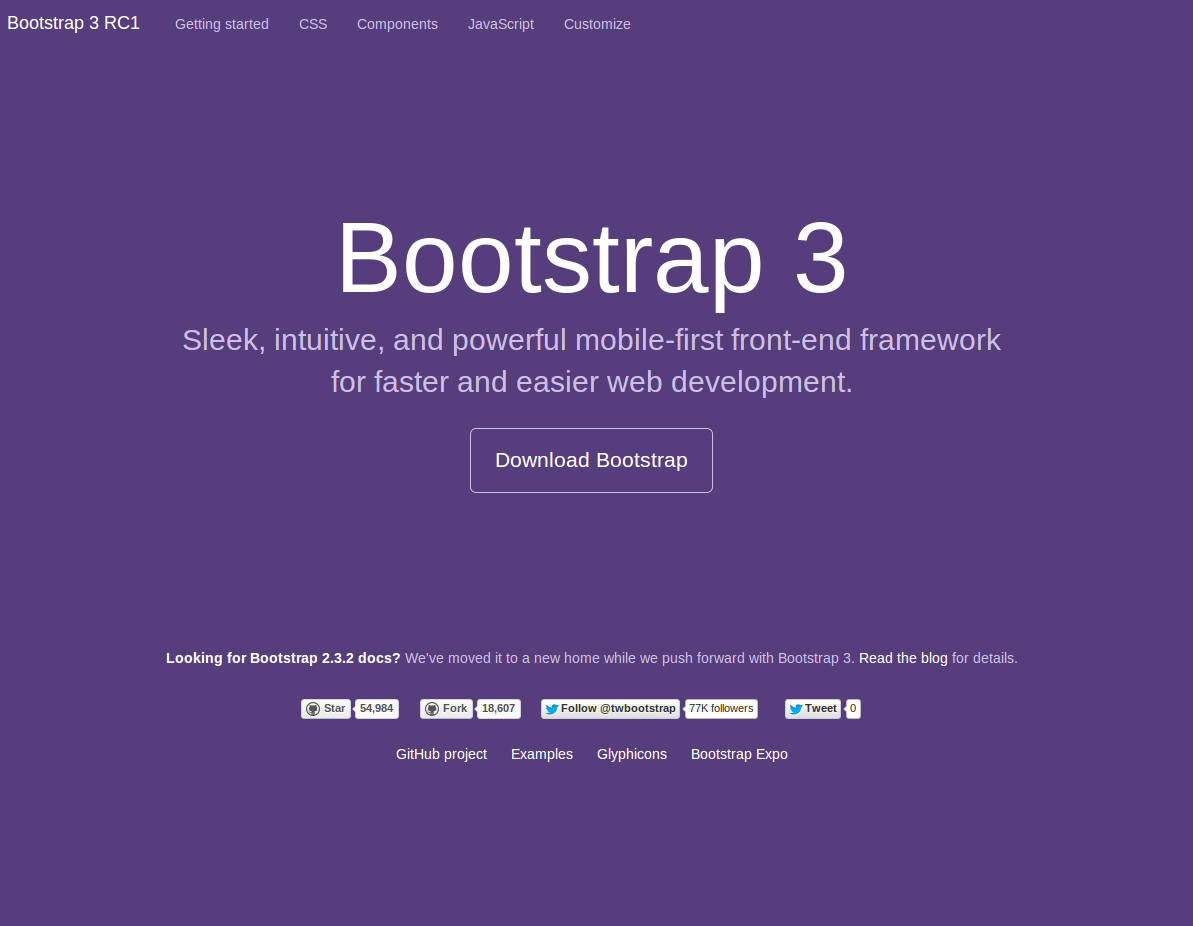 Bootstrap 3 RC1 Getting started CSS Components JavaScript Customize
Bootstrap 3
Sleek, intuitive, and powerful mobile-first front-end framework
for faster and easier web development.
Download Bootstrap
Looking for Bootstrap 2.3.2 docs? We've moved it to a new home while we push forward with Bootstrap 3. Read the blog for details.
Star 54,984 Fork 18,607 Follow @twbootstrap 77K followers Tweet 0
GitHub project Examples Glyphicons Bootstrap Expo